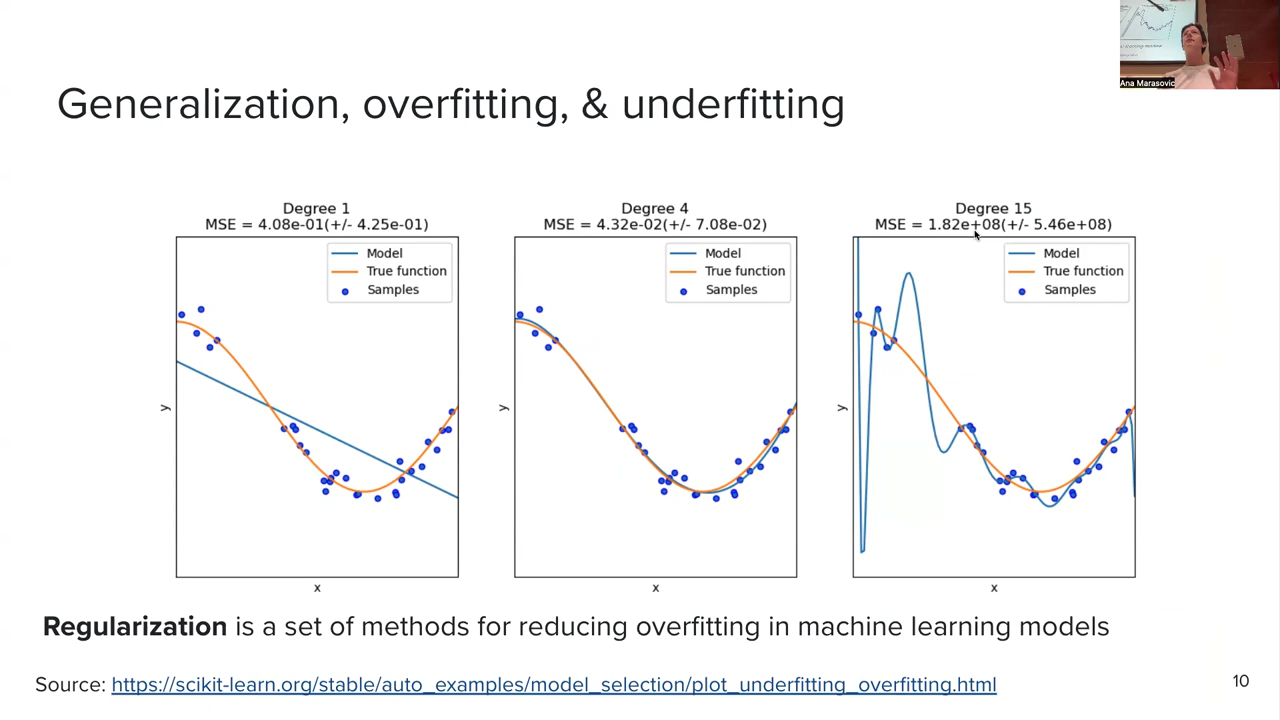 Ana Marasovic
Generalization, overfitting, & underfitting
Degree 1
MSE = 4.08e-01(+/- 4.25e-01)
Model
True function
Samples
y
x
Degree 4
MSE = 4.32e-02(+/- 7.08e-02)
Model
True function
Samples
y
x
Degree 15
MSE = 1.82e+08(+/- 5.46e+08)
Model
True function
Samples
y
x
Regularization is a set of methods for reducing overfitting in machine learning models
Source: https://scikit-learn.org/stable/auto_examples/model_selection/plot_underfitting_overfitting.html
10